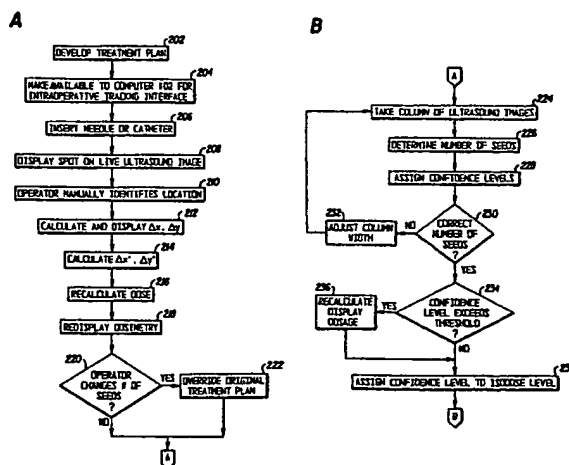 A
202
DEVELOP TREATMENT PLAN
204
MAKE AVAILABLE TO COMPUTER 102 FOR
INTRAOPERATIVE TRACKING INTERFACE
206
INSERT NEEDLE OR CATHETER
208
DISPLAY SPOT ON LIVE ULTRASOUND IMAGE
210
OPERATOR MANUALLY IDENTIFIES LOCATION
212
CALCULATE AND DISPLAY Δx, Δy
214
CALCULATE Δx', Δy'
216
RECALCULATE DOSE
218
REDISPLAY DOSIMETRY
220
OPERATOR
CHANGES # OF
SEEDS
?
YES
222
OVERRIDE ORIGINAL
TREATMENT PLAN
NO
A
B
A
224
TAKE COLUMN OF ULTRASOUND IMAGES
226
DETERMINE NUMBER OF SEEDS
228
ASSIGN CONFIDENCE LEVELS
230
CORRECT
NUMBER OF
SEEDS
?
NO
232
ADJUST COLUMN
WIDTH
YES
234
CONFIDENCE
LEVEL EXCEEDS
THRESHOLD
?
YES
236
RECALCULATE
DISPLAY
DOSAGE
NO
ASSIGN CONFIDENCE LEVEL TO ISODOSE LEVEL
B